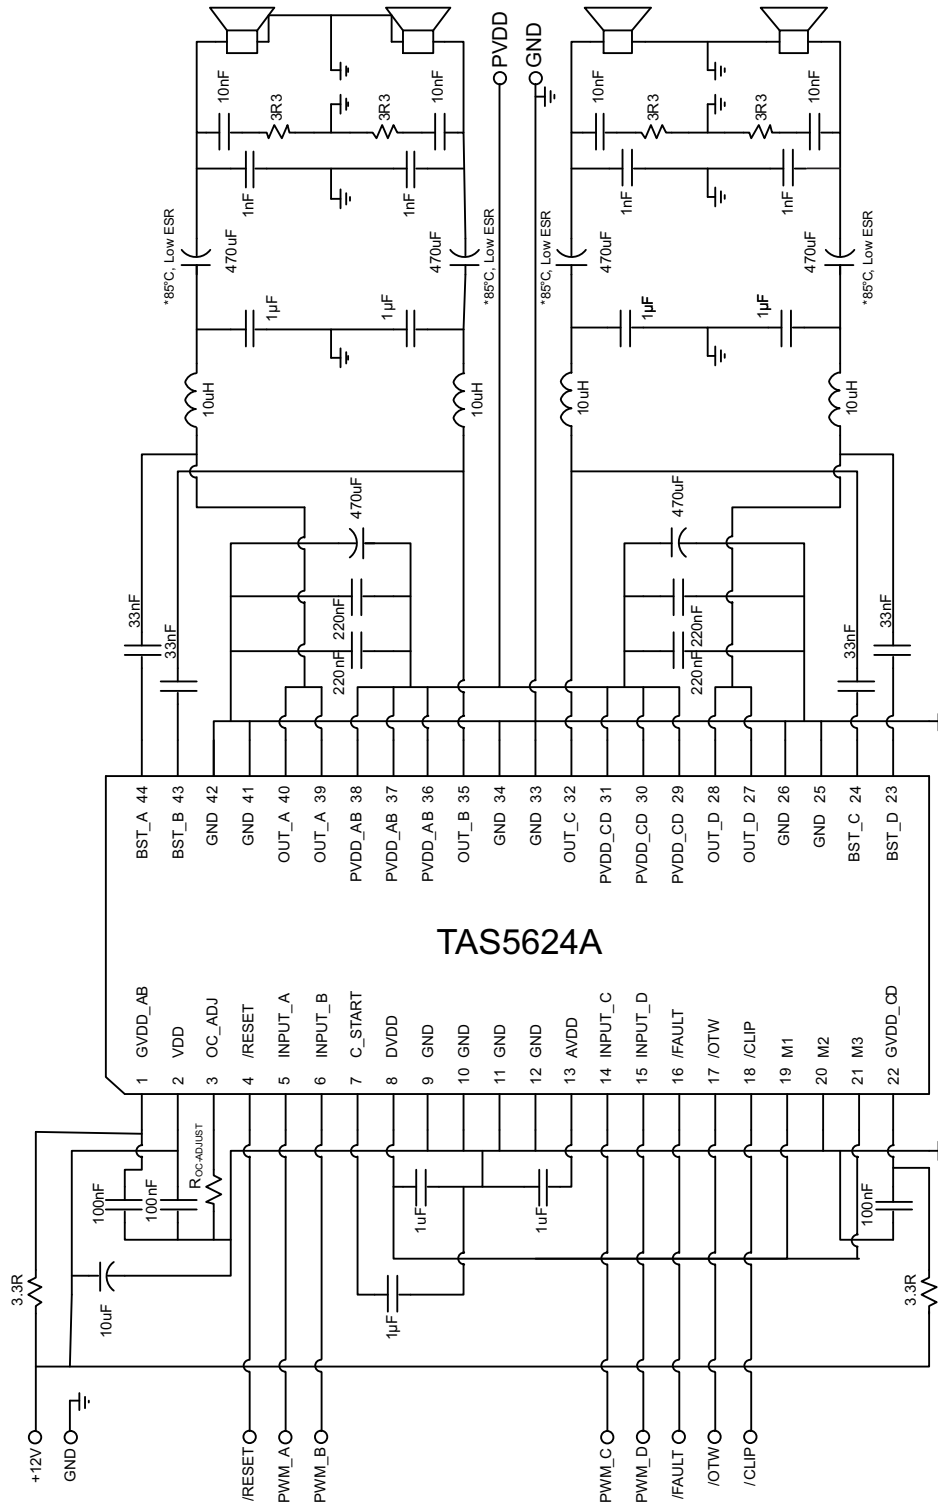 PVDD
GND
10nF
3R3
3R3
10nF
10nF
3R3
3R3
10nF
1nF
1nF
1nF
1nF
*85°C, Low ESR
470uF
470uF
*85°C, Low ESR
*85°C, Low ESR
470uF
470uF
*85°C, Low ESR
1µF
1µF
1µF
1µF
10uH
10uH
10uH
10uH
470uF
470uF
33nF
33nF
220nF
220nF
220nF
220nF
33nF
33nF
BST_A 44
BST_B 43
GND 42
GND 41
OUT_A 40
OUT_A 39
PVDD_AB 38
PVDD_AB 37
PVDD_AB 36
OUT_B 35
GND 34
GND 33
OUT_C 32
PVDD_CD 31
PVDD_CD 30
PVDD_CD 29
OUT_D 28
OUT_D 27
GND 26
GND 25
BST_C 24
BST_D 23
TAS5624A
1 GVDD_AB
2 VDD
3 OC_ADJ
4 /RESET
5 INPUT_A
6 INPUT_B
7 C_START
8 DVDD
9 GND
10 GND
11 GND
12 GND
13 AVDD
14 INPUT_C
15 INPUT_D
16 /FAULT
17 /OTW
18 /CLIP
19 M1
20 M2
21 M3
22 GVDD_CD
100nF
100nF
ROC-ADJUST
1uF
1uF
100nF
3.3R
10uF
1µF
3.3R
+12V
GND
/RESET
PWM_A
PWM_B
PWM_C
PWM_D
/FAULT
/OTW
/CLIP